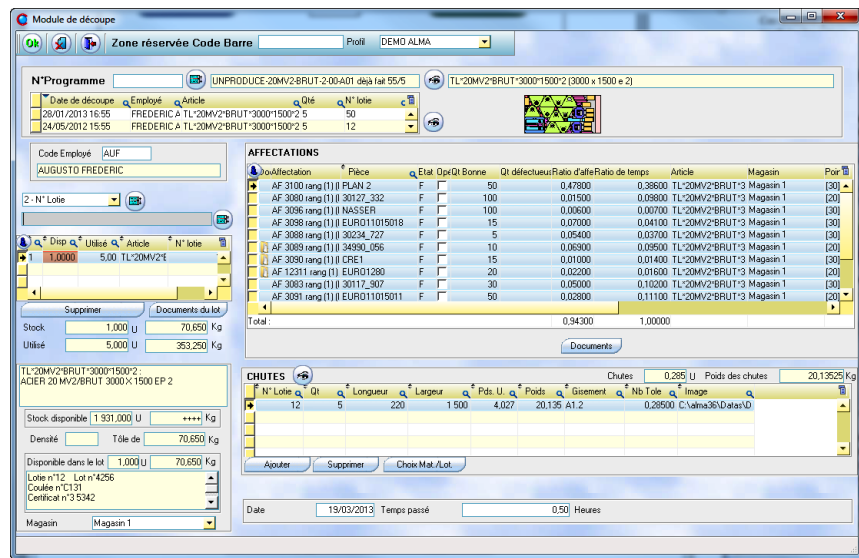 Module de découpe
Ok Zone réservée Code Barre Profil DEMO ALMA
N°Programme UNPRODUCE-20MV2-BRUT-2-00-A01 déjà fait 55/5 TL*20MV2*BRUT*3000*1500*2 (3000 x 1500 e 2)
Date de découpe Employé Article Qté N° lotie
28/01/2013 16:55 FREDERIC A TL*20MV2*BRUT*3000*1500*2 5 50
24/05/2012 15:55 FREDERIC A TL*20MV2*BRUT*3000*1500*2 5 12
Code Employé AUF
AUGUSTO FREDERIC
2 - N° Lotie
Disp Utilisé Article N° lotie
1 1,0000 5,00 TL*20MV2*E
Supprimer Documents du lot
Stock 1,000 U 70,650 Kg
Utilisé 5,000 U 353,250 Kg
TL*20MV2*BRUT*3000*1500*2 :
ACIER 20 MV2/BRUT 3000 X 1500 EP 2
Stock disponible 1 931,000 U ++++ Kg
Densité Tôle de 70,650 Kg
Disponible dans le lot 1,000 U 70,650 Kg
Lotie n°12 Lot n°4256
Coulée n°C131
Certificat n°3 5342
Magasin Magasin 1
AFFECTATIONS
Affectation Pièce Etat Opé Qt Bonne Qt défectueus Ratio d'affe Ratio de temps Article Magasin Poin
AF 3100 rang (1) (I PLAN 2 F 50 0,47800 0,38600 TL*20MV2*BRUT*3 Magasin 1 [30]
AF 3080 rang (1) (I 30127_332 F 100 0,01500 0,09800 TL*20MV2*BRUT*3 Magasin 1 [20]
AF 3096 rang (1) (I NASSER F 100 0,00600 0,00700 TL*20MV2*BRUT*3 Magasin 1 [30]
AF 3098 rang (1) (I EURO11015018 F 15 0,07000 0,04100 TL*20MV2*BRUT*3 Magasin 1 [20]
AF 3088 rang (1) (I 30234_727 F 5 0,05400 0,03700 TL*20MV2*BRUT*3 Magasin 1 [20]
AF 3089 rang (1) (I 34990_056 F 10 0,06900 0,09500 TL*20MV2*BRUT*3 Magasin 1 [20]
AF 3090 rang (1) (I CRE1 F 15 0,01000 0,01400 TL*20MV2*BRUT*3 Magasin 1 [30]
AF 12311 rang (1) EURO1280 F 20 0,02200 0,01600 TL*20MV2*BRUT*3 Magasin 1 [20]
AF 3083 rang (1) (I 30117_907 F 30 0,05000 0,10200 TL*20MV2*BRUT*3 Magasin 1 [30]
AF 3091 rang (1) (I EURO11015011 F 50 0,02800 0,11100 TL*20MV2*BRUT*3 Magasin 1 [20]
Total : 0,94300 1,00000
Documents
CHUTES Chutes 0,285 U Poids des chutes 20,13525 Kg
N° Lotie Qt Longueur Largeur Pds. U. Poids Gisement Nb Tole Image
12 5 220 1 500 4,027 20,135 A1.2 0,28500 C:\alma36\Datas\D
Ajouter Supprimer Choix Mat./Lot.
Date 19/03/2013 Temps passé 0,50 Heures